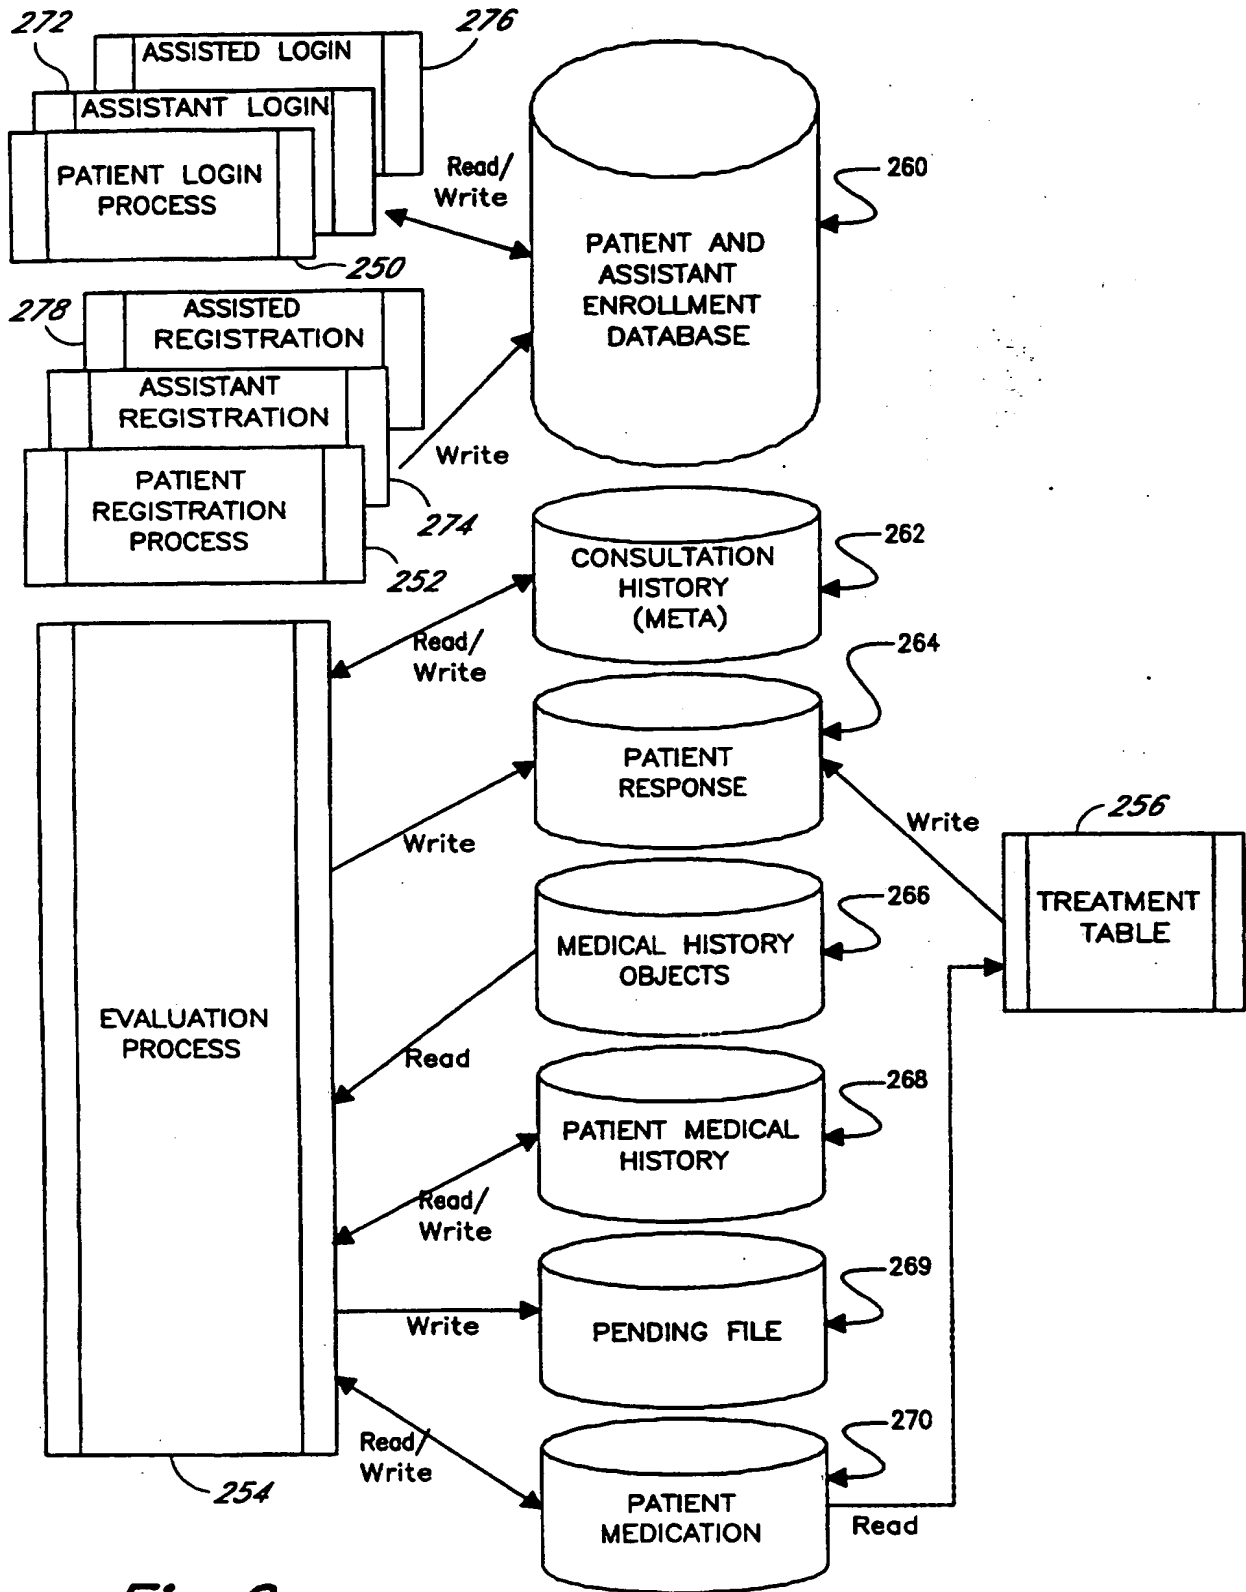 272
276
ASSISTED LOGIN
ASSISTANT LOGIN
PATIENT LOGIN
PROCESS
250
Read/
Write
260
PATIENT AND
ASSISTANT
ENROLLMENT
DATABASE
278
ASSISTED
REGISTRATION
ASSISTANT
REGISTRATION
PATIENT
REGISTRATION
PROCESS
274
252
Write
CONSULTATION
HISTORY
(META)
262
Read/
Write
264
PATIENT
RESPONSE
Write
Write
256
TREATMENT
TABLE
MEDICAL HISTORY
OBJECTS
266
EVALUATION
PROCESS
Read
268
PATIENT MEDICAL
HISTORY
Read/
Write
269
PENDING FILE
Write
270
Read/
Write
PATIENT
MEDICATION
Read
254